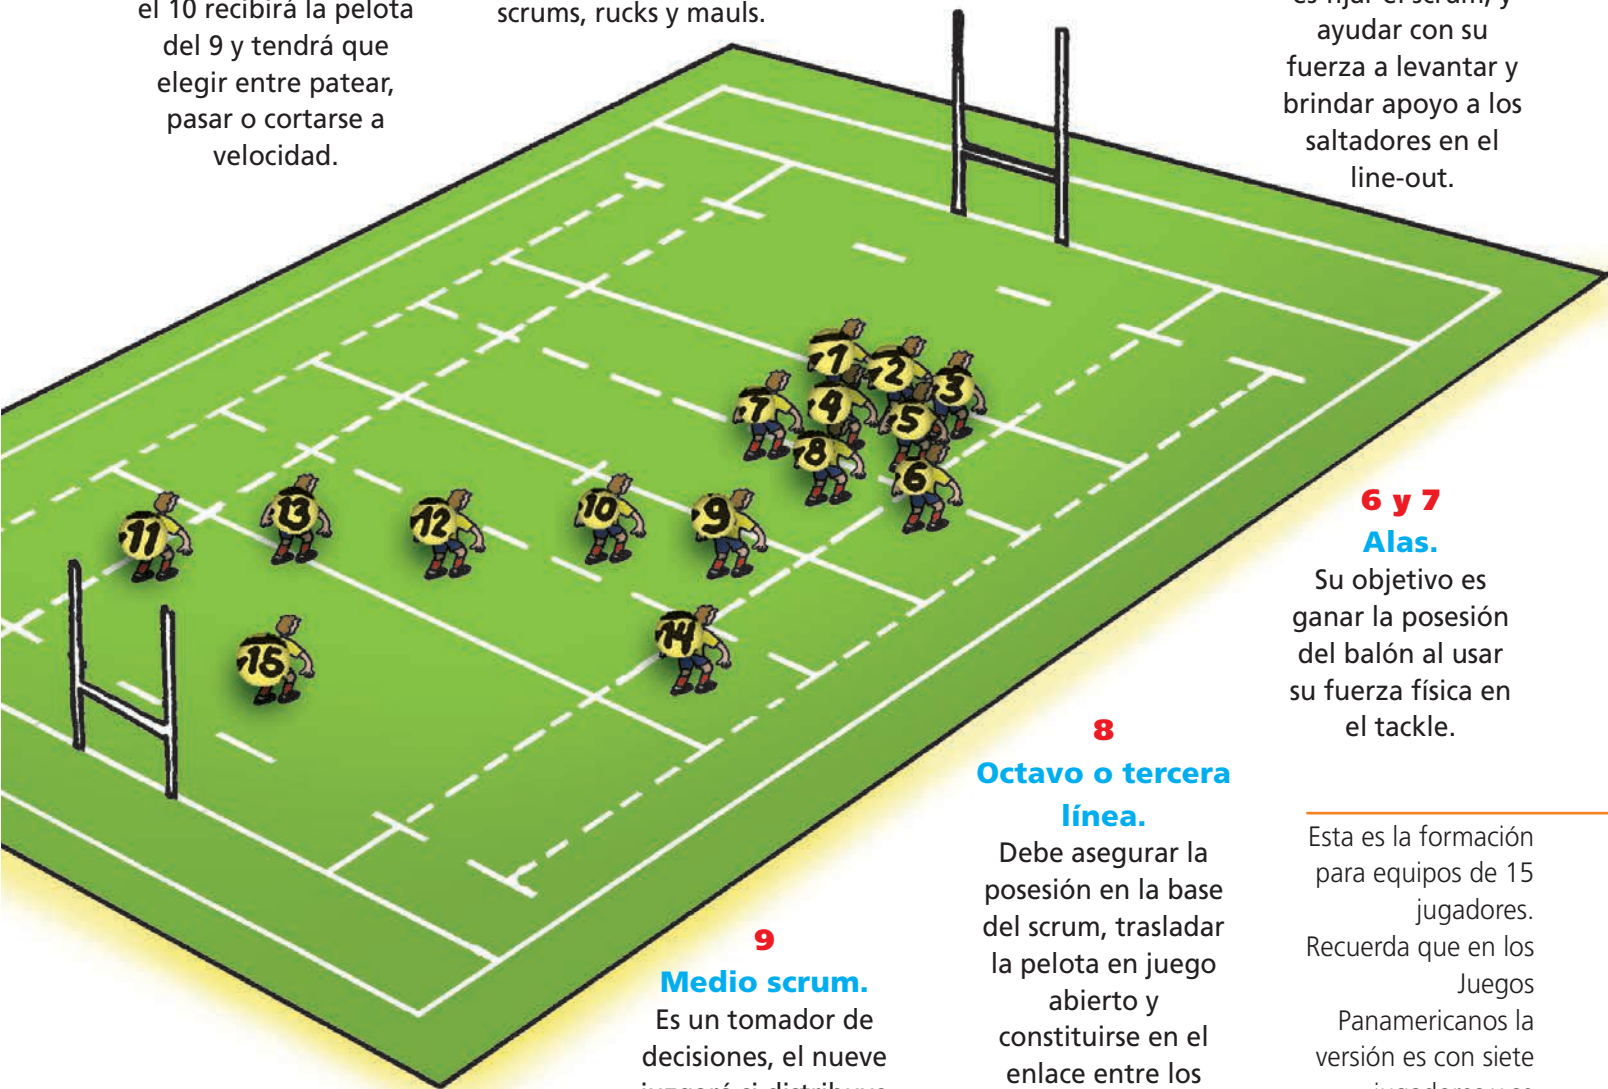 el 10 recibirá la pelota
del 9 y tendrá que
elegir entre patear,
pasar o cortarse a
velocidad.
scrums, rucks y mauls.
ayudar con su
fuerza a levantar y
brindar apoyo a los
saltadores en el
line-out.
1
2
3
7
4
5
8
6
11
13
12
10
9
15
14
6 y 7
Alas.
Su objetivo es
ganar la posesión
del balón al usar
su fuerza física en
el tackle.
8
Octavo o tercera
línea.
Debe asegurar la
posesión en la base
del scrum, trasladar
la pelota en juego
abierto y
constituirse en el
enlace entre los
9
Medio scrum.
Es un tomador de
decisiones, el nueve
Esta es la formación
para equipos de 15
jugadores.
Recuerda que en los
Juegos
Panamericanos la
versión es con siete